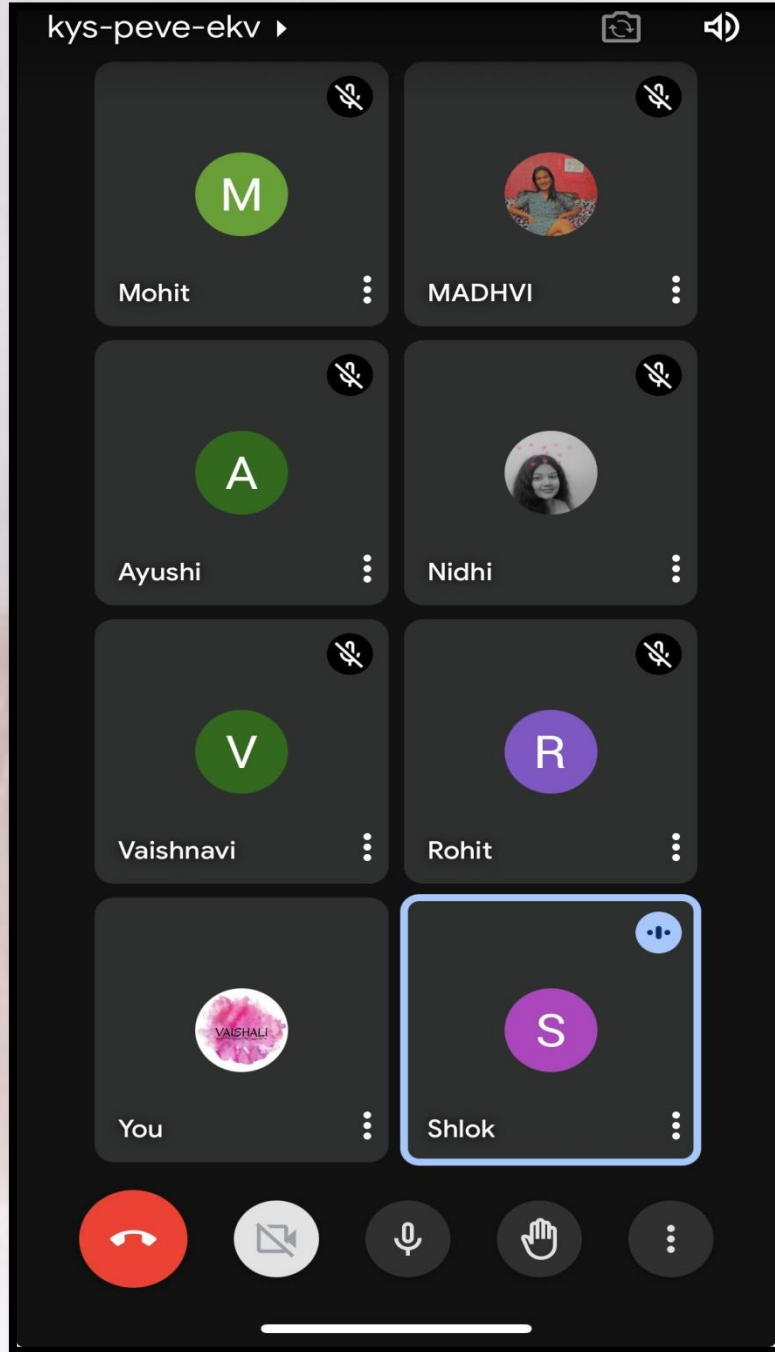 kys-peve-ekv
M
Mohit
MADHVI
A
Ayushi
Nidhi
V
Vaishnavi
R
Rohit
VAISHALI
You
S
Shlok